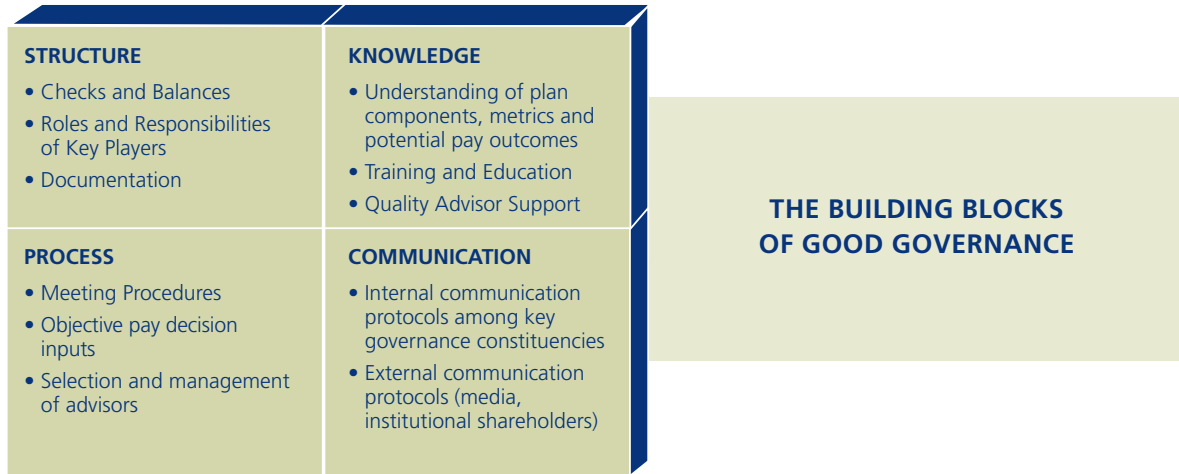 STRUCTURE
• Checks and Balances
• Roles and Responsibilities
of Key Players
• Documentation
KNOWLEDGE
• Understanding of plan
components, metrics and
potential pay outcomes
• Training and Education
• Quality Advisor Support
PROCESS
• Meeting Procedures
• Objective pay decision
inputs
• Selection and management
of advisors
COMMUNICATION
• Internal communication
protocols among key
governance constituencies
• External communication
protocols (media,
institutional shareholders)
THE BUILDING BLOCKS
OF GOOD GOVERNANCE